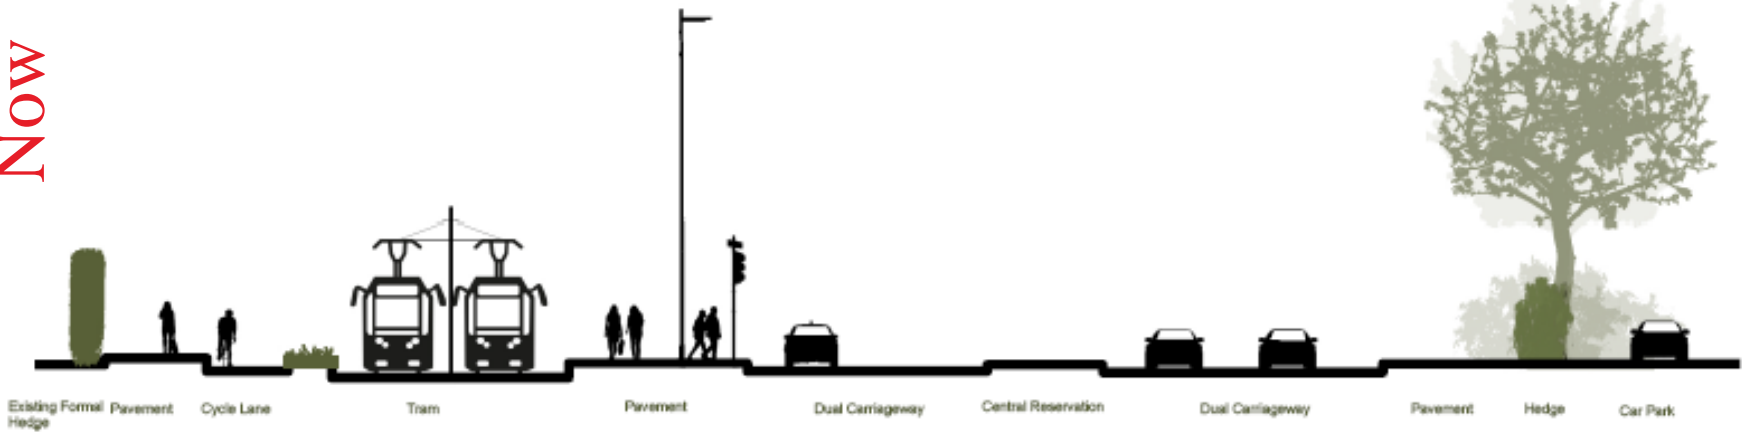 Now
Existing Formal
Hedge
Pavement
Cycle Lane
Tram
Pavement
Dual Carriageway
Central Reservation
Dual Carriageway
Pavement
Hedge
Car Park